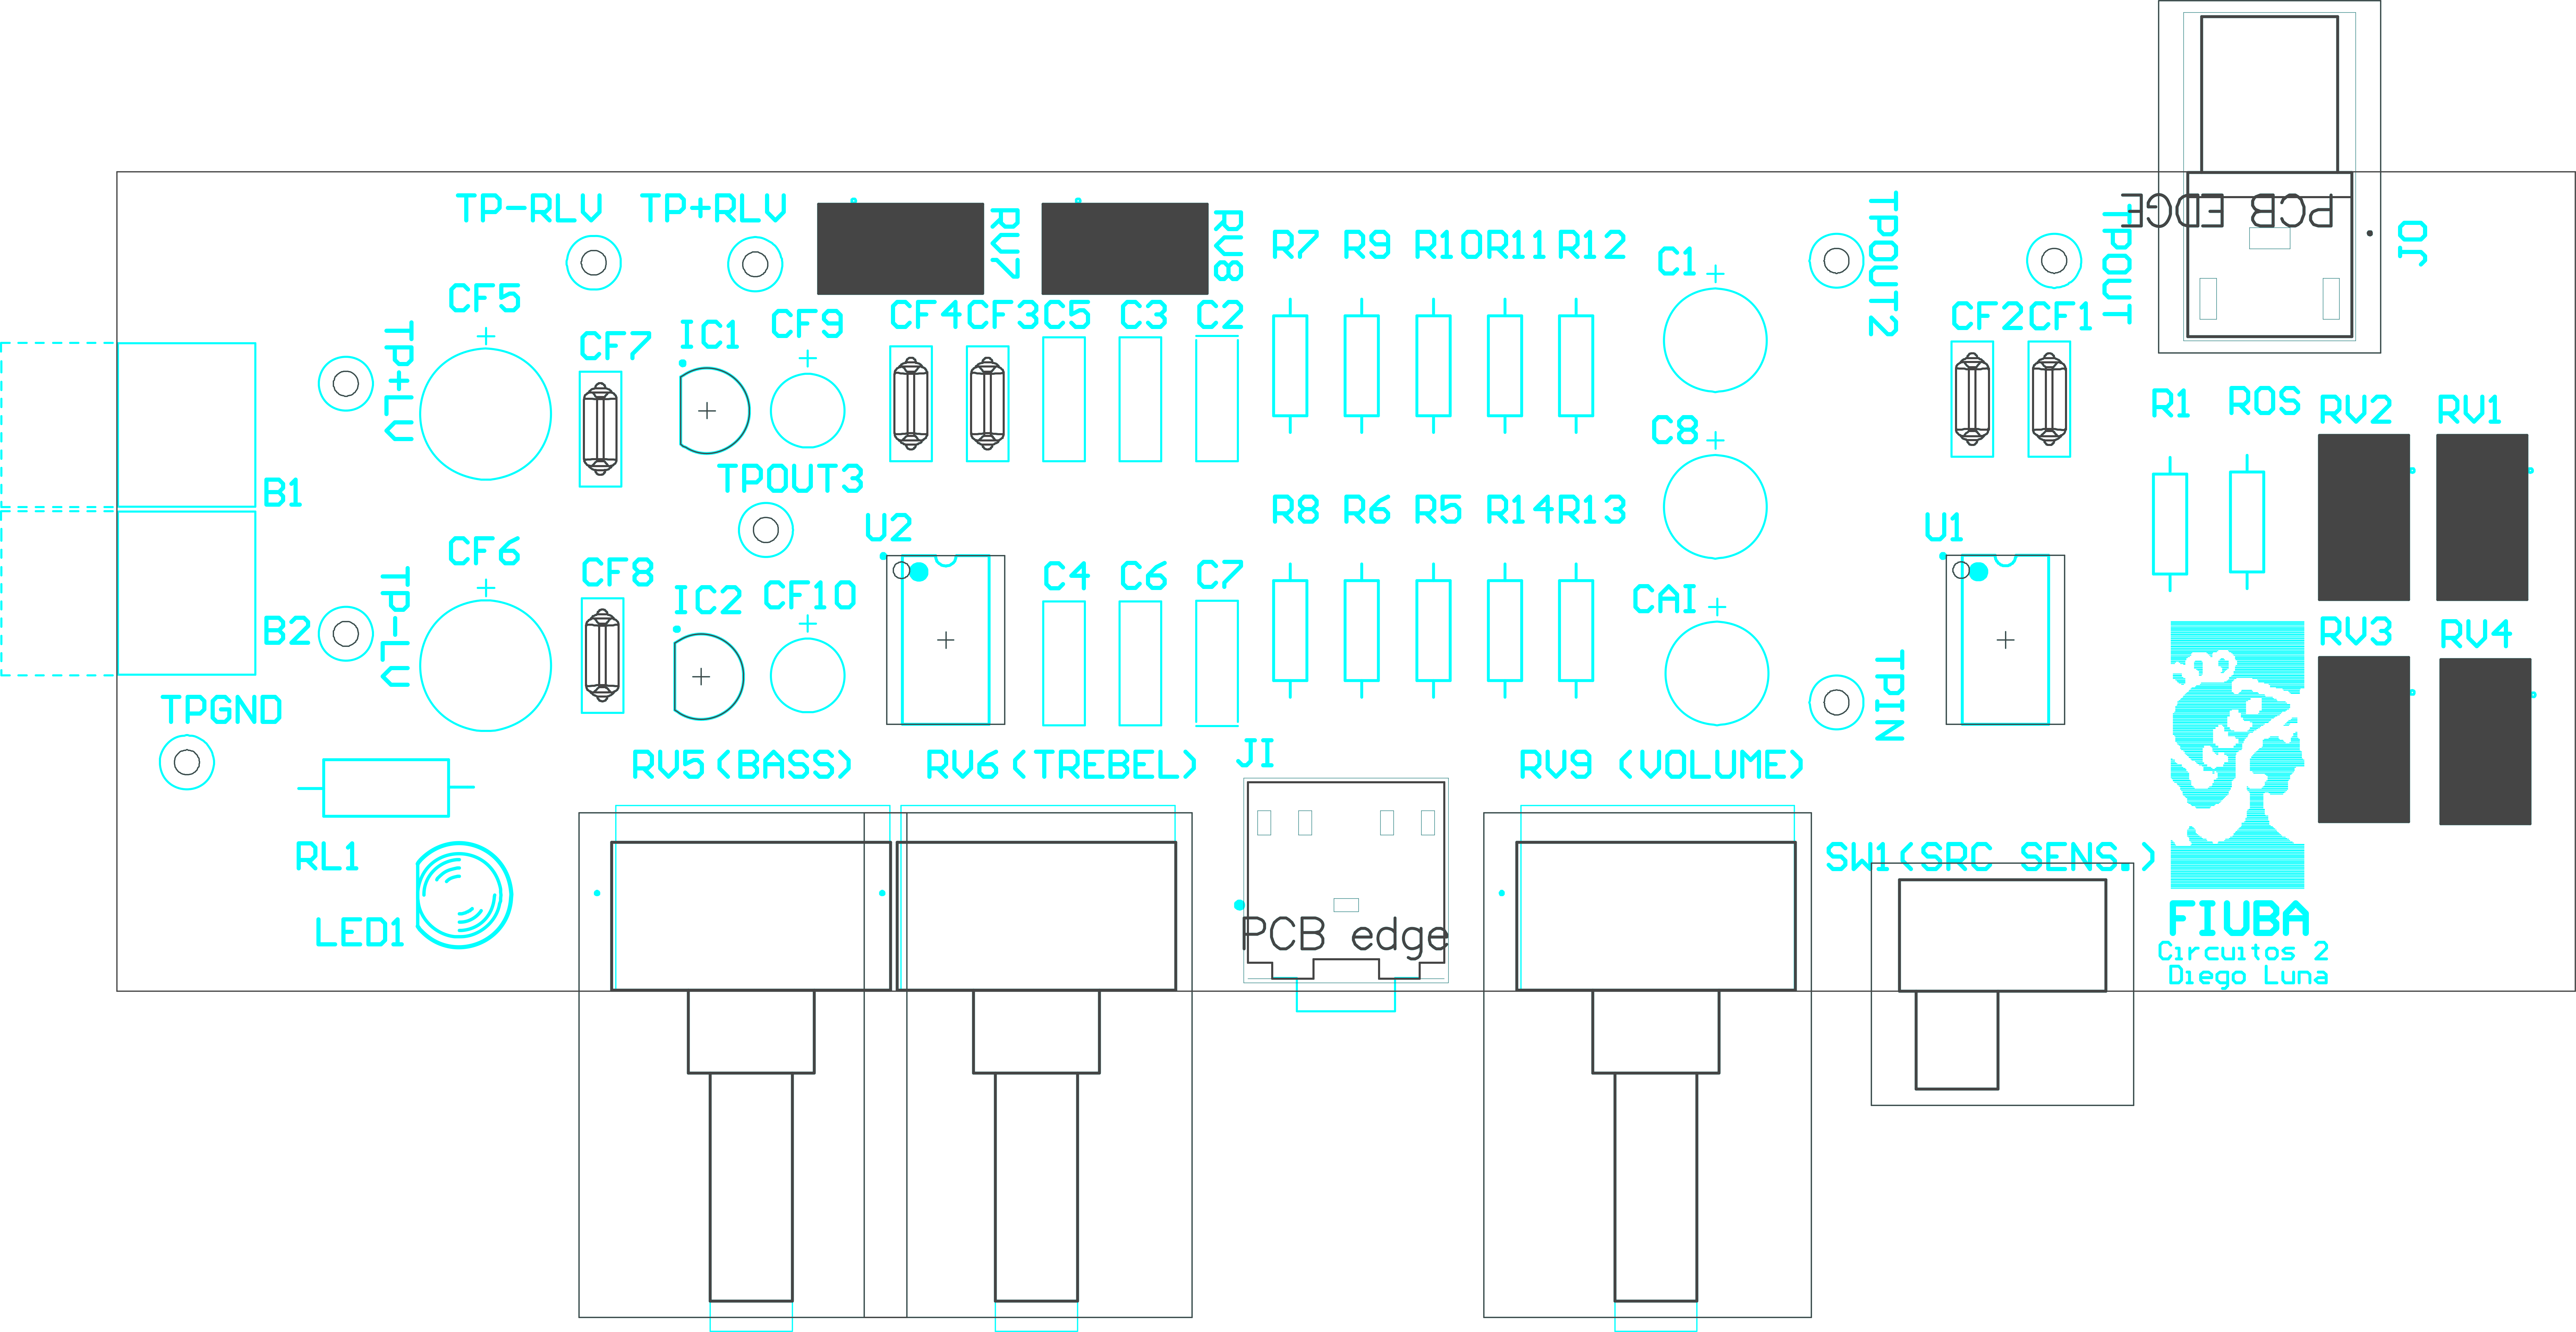 TP-RLV
TP+RLV
RV7
RV8
R7
R9
R10
R11
R12
C1
TPOUT2
TPOUT
PCB EDGE
JO
CF5
TP+LV
CF7
IC1
CF9
CF4
CF3
C5
C3
C2
CF2
CF1
R1
ROS
RV2
RV1
B1
TPOUT3
U2
C8
R8
R6
R5
R14
R13
U1
CF6
TP-LV
CF8
IC2
CF10
C4
C6
C7
CAI
B2
RV3
RV4
TPIN
TPGND
RV5(BASS)
RV6(TREBEL)
JI
RV9 (VOLUME)
RL1
SW1(SRC SENS.)
LED1
PCB edge
FIUBA
Circuitos 2
Diego Luna